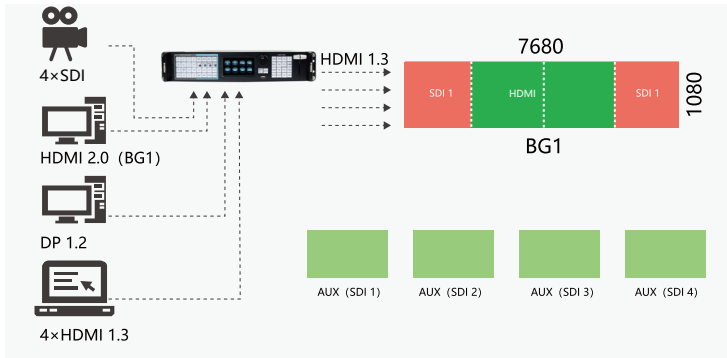 4×SDI
HDMI 2.0（BG1）
DP 1.2
4×HDMI 1.3
HDMI 1.3
7680
SDI 1
HDMI
SDI 1
1080
BG1
AUX（SDI 1）
AUX（SDI 2）
AUX（SDI 3）
AUX（SDI 4）